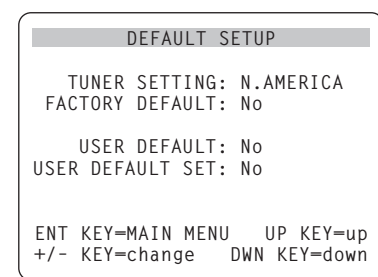 DEFAULT SETUP
TUNER SETTING: N.AMERICA
FACTORY DEFAULT: No
USER DEFAULT: No
USER DEFAULT SET: No
ENT KEY=MAIN MENU UP KEY=up
+/- KEY=change DWN KEY=down